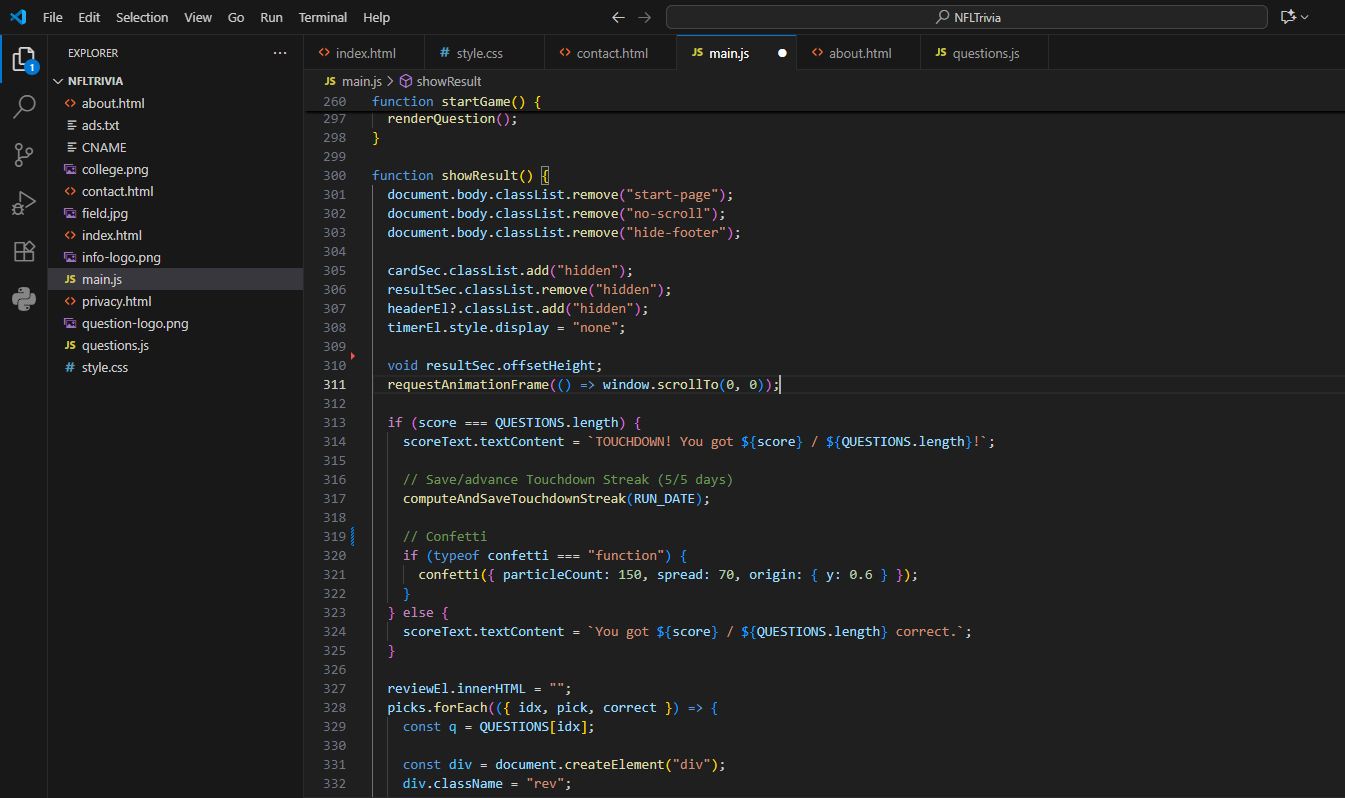 File Edit Selection View Go Run Terminal Help
NFLTrivia
EXPLORER
1
NFLTRIVIA
about.html
ads.txt
CNAME
college.png
contact.html
field.jpg
index.html
info-logo.png
JS main.js
privacy.html
question-logo.png
JS questions.js
# style.css
index.html # style.css contact.html JS main.js about.html JS questions.js
JS main.js > showResult
260 function startGame() {
297 renderQuestion();
298 }
299
300 function showResult() {
301 document.body.classList.remove("start-page");
302 document.body.classList.remove("no-scroll");
303 document.body.classList.remove("hide-footer");
304
305 cardSec.classList.add("hidden");
306 resultSec.classList.remove("hidden");
307 headerEl?.classList.add("hidden");
308 timerEl.style.display = "none";
309
310 void resultSec.offsetHeight;
311 requestAnimationFrame(() => window.scrollTo(0, 0));
312
313 if (score === QUESTIONS.length) {
314 scoreText.textContent = `TOUCHDOWN! You got ${score} / ${QUESTIONS.length}!`;
315
316 // Save/advance Touchdown Streak (5/5 days)
317 computeAndSaveTouchdownStreak(RUN_DATE);
318
319 // Confetti
320 if (typeof confetti === "function") {
321 confetti({ particleCount: 150, spread: 70, origin: { y: 0.6 } });
322 }
323 } else {
324 scoreText.textContent = `You got ${score} / ${QUESTIONS.length} correct.`;
325 }
326
327 reviewEl.innerHTML = "";
328 picks.forEach(({ idx, pick, correct }) => {
329 const q = QUESTIONS[idx];
330
331 const div = document.createElement("div");
332 div.className = "rev";